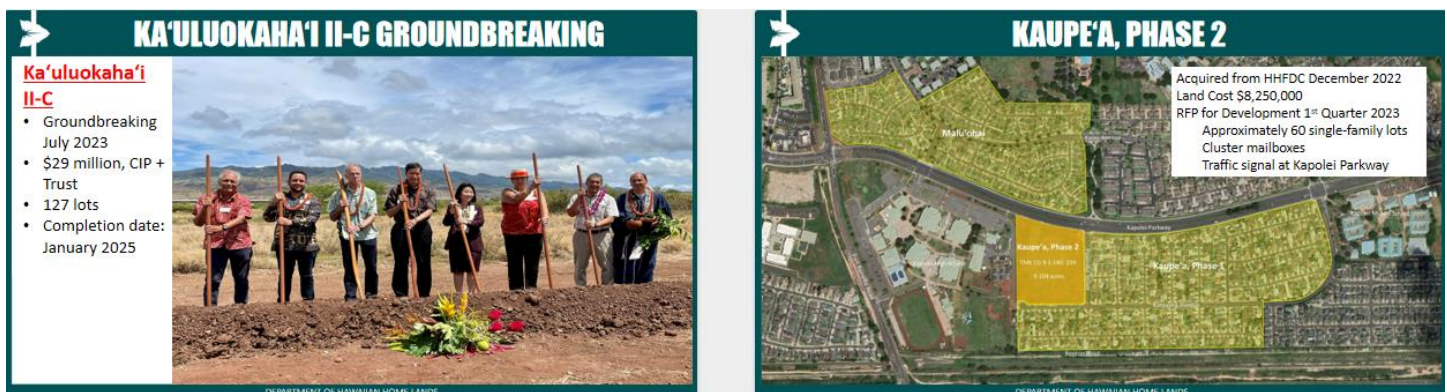 KAʻULUOKAHAʻI II-C GROUNDBREAKING
Kaʻuluokahaʻi
II-C
• Groundbreaking
July 2023
• $29 million, CIP +
Trust
• 127 lots
• Completion date:
January 2025
DEPARTMENT OF HAWAIIAN HOME LANDS
KAUPEʻA, PHASE 2
Acquired from HHFDC December 2022
Land Cost $8,250,000
RFP for Development 1st Quarter 2023
Approximately 60 single-family lots
Cluster mailboxes
Traffic signal at Kapolei Parkway
Maluʻohai
Kapolei Parkway
Kaupeʻa, Phase 2
Kaupeʻa, Phase 1
DEPARTMENT OF HAWAIIAN HOME LANDS